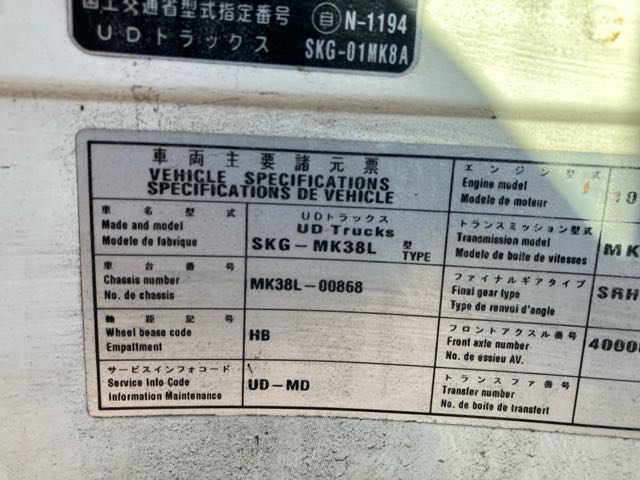 国土交通省型式指定番号 自 N-1194
UDトラックス SKG-01MK8A
車両主要諸元票
VEHICLE SPECIFICATIONS
SPECIFICATIONS DE VEHICLE
車名型式
Made and model
Modele de fabrique
UDトラックス
UD Trucks
SKG-MK38L 型 TYPE
車台番号
Chassis number
No. de chassis
MK38L-00868
軸距記号
Wheel bease code
Empattment
HB
サービスインフォコード
Service Info Code
Information Maintenance
UD-MD
エンジン型式
Engine model
Modele de moteur
トランスミッション型式
Transmission model
Modele de boite de vitesses
MK
ファイナルギアタイプ
Final gear type
Type de renvoi d'angle
SRH
フロントアクスル番号
Front axle number
No. de essieu AV.
トランスファ番号
Transfer number
No. de boite de transfert